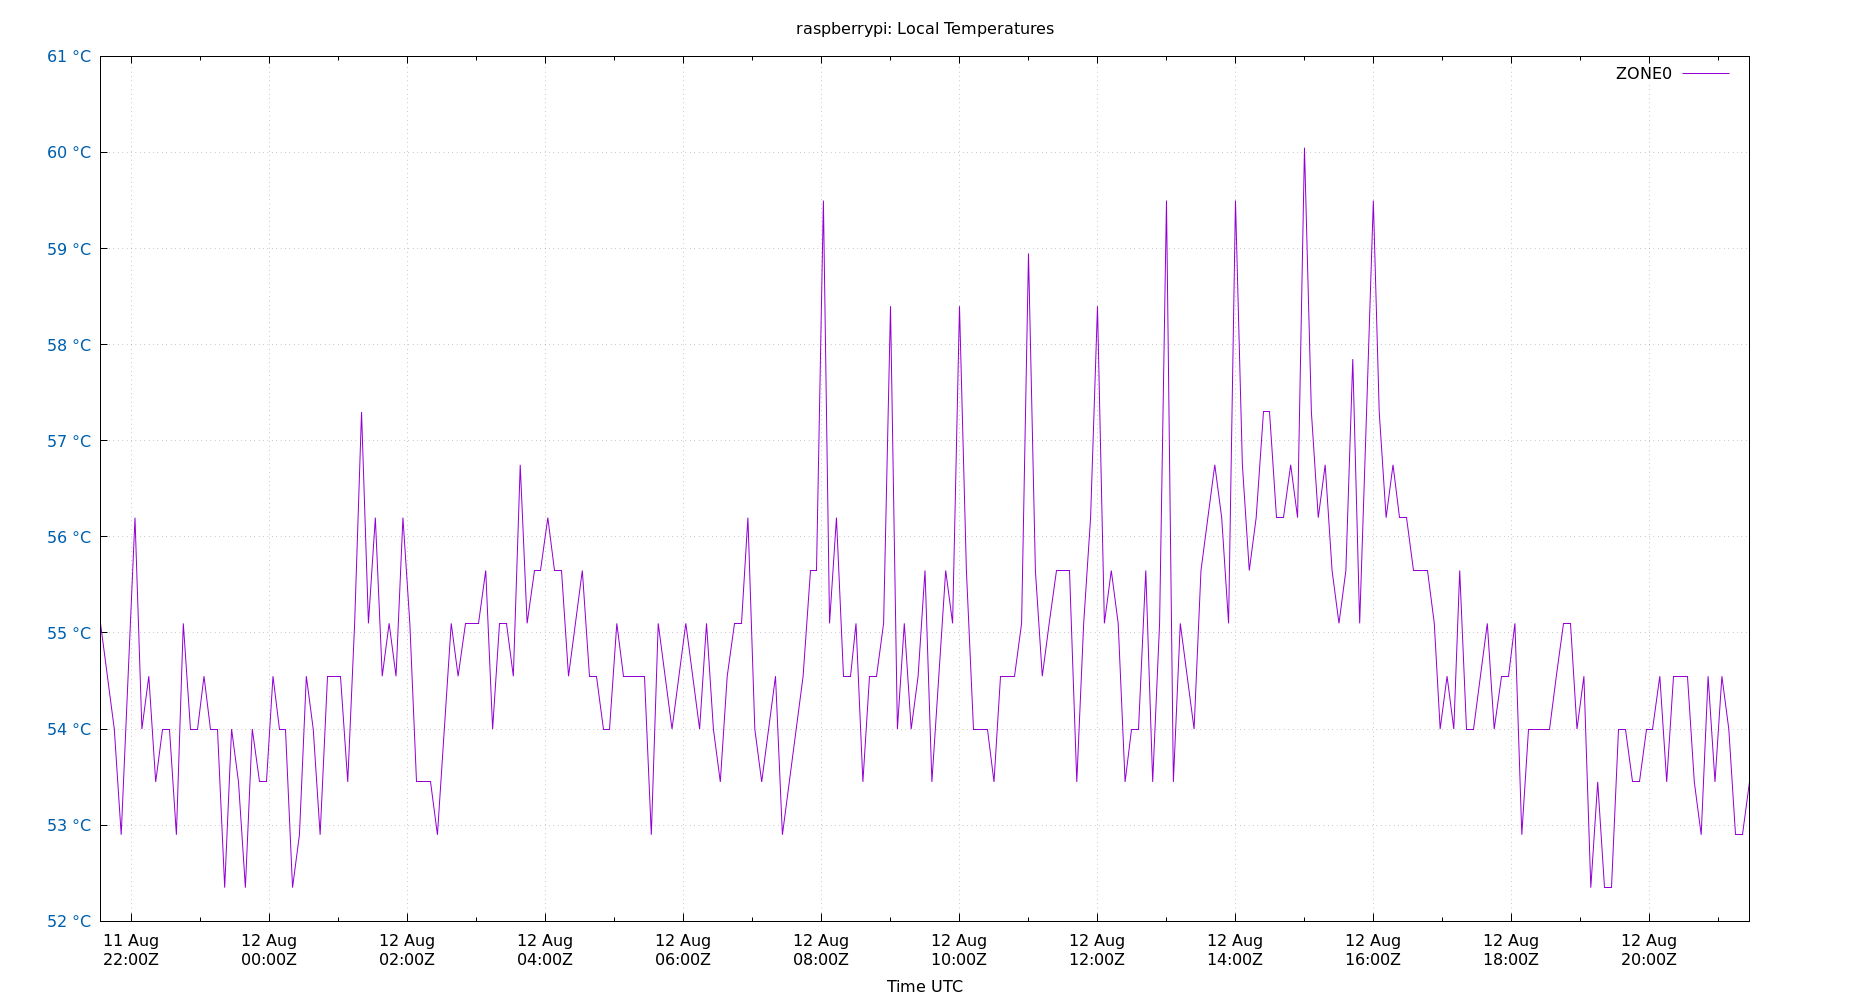 raspberrypi: Local Temperatures
61 °C
ZONE0
60 °C
59 °C
58 °C
57 °C
56 °C
55 °C
54 °C
53 °C
52 °C
11 Aug 12 Aug 12 Aug 12 Aug 12 Aug 12 Aug 12 Aug 12 Aug 12 Aug 12 Aug 12 Aug 12 Aug
22:00Z 00:00Z 02:00Z 04:00Z 06:00Z 08:00Z 10:00Z 12:00Z 14:00Z 16:00Z 18:00Z 20:00Z
Time UTC